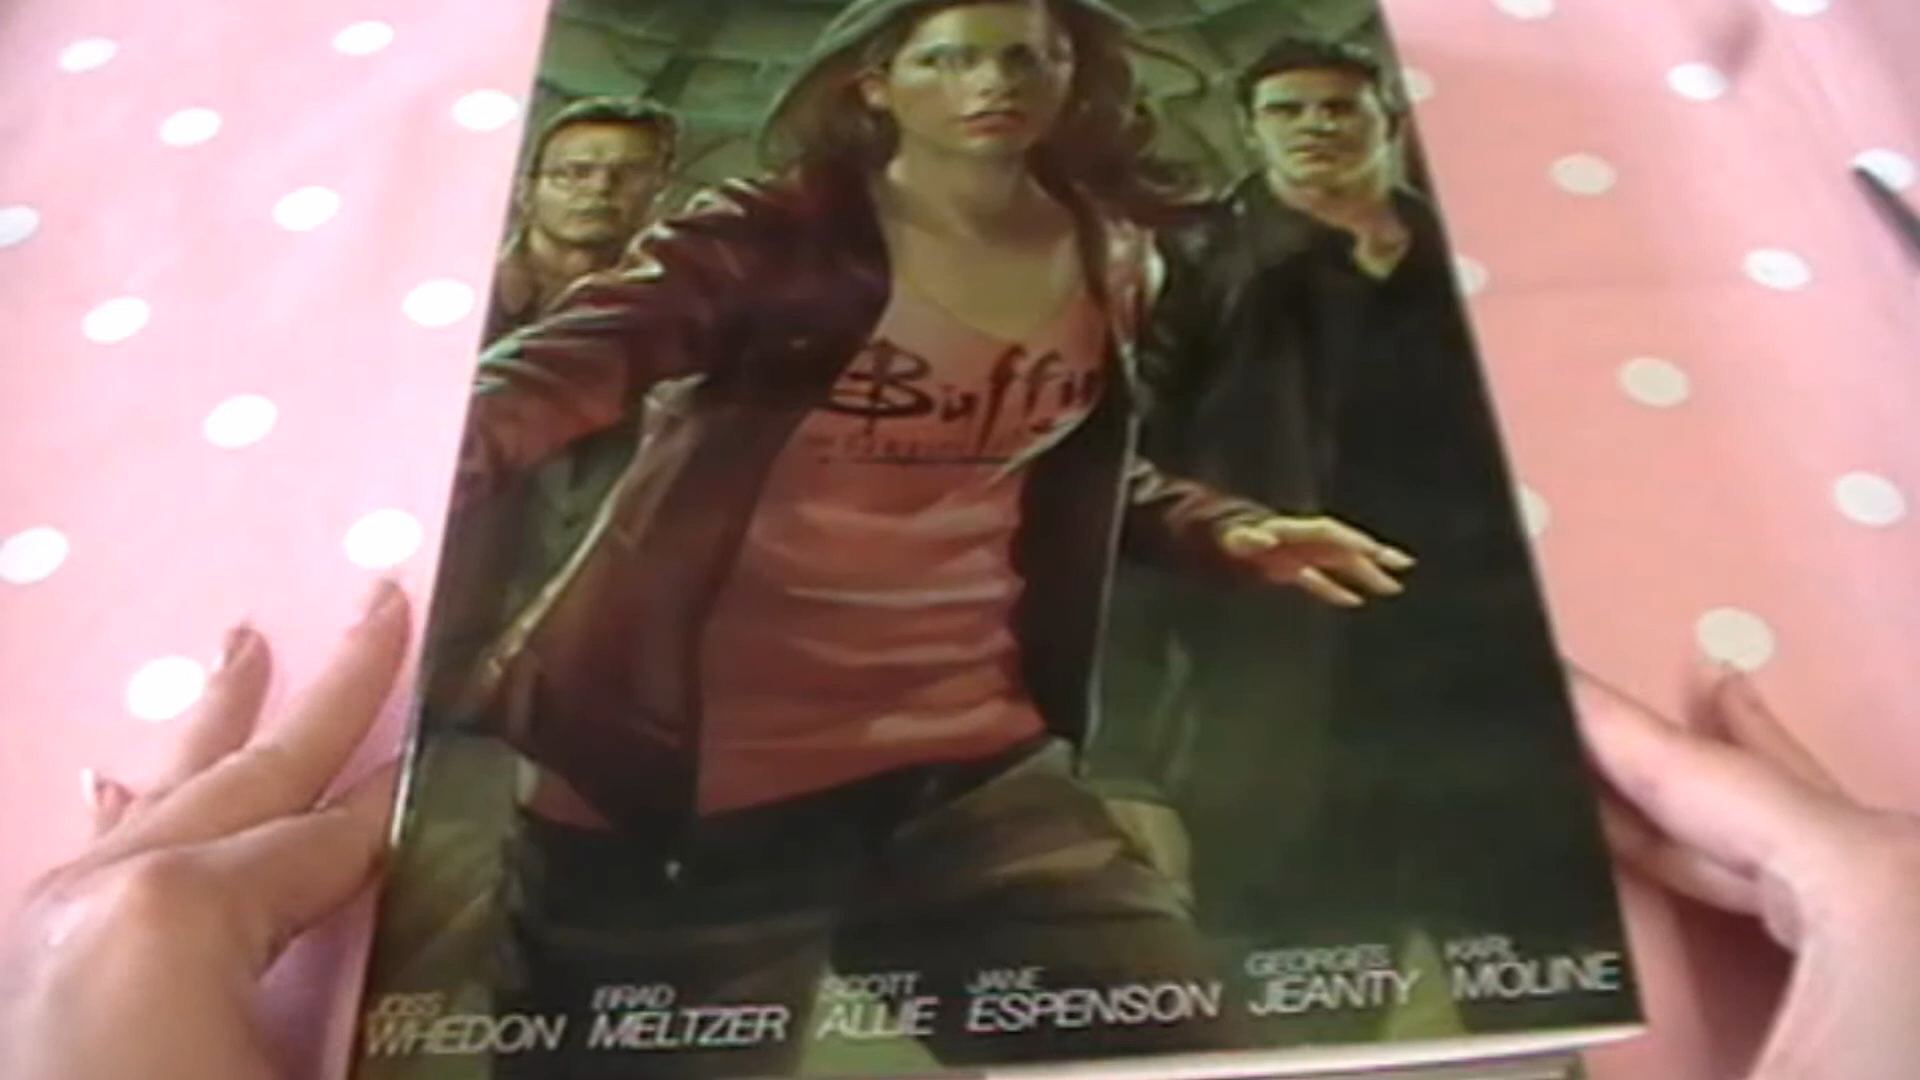 Buffy
JOSS WHEDON
BRAD MELTZER
SCOTT ALLIE
JANE ESPENSON
GEORGES JEANTY
KARL MOLINE